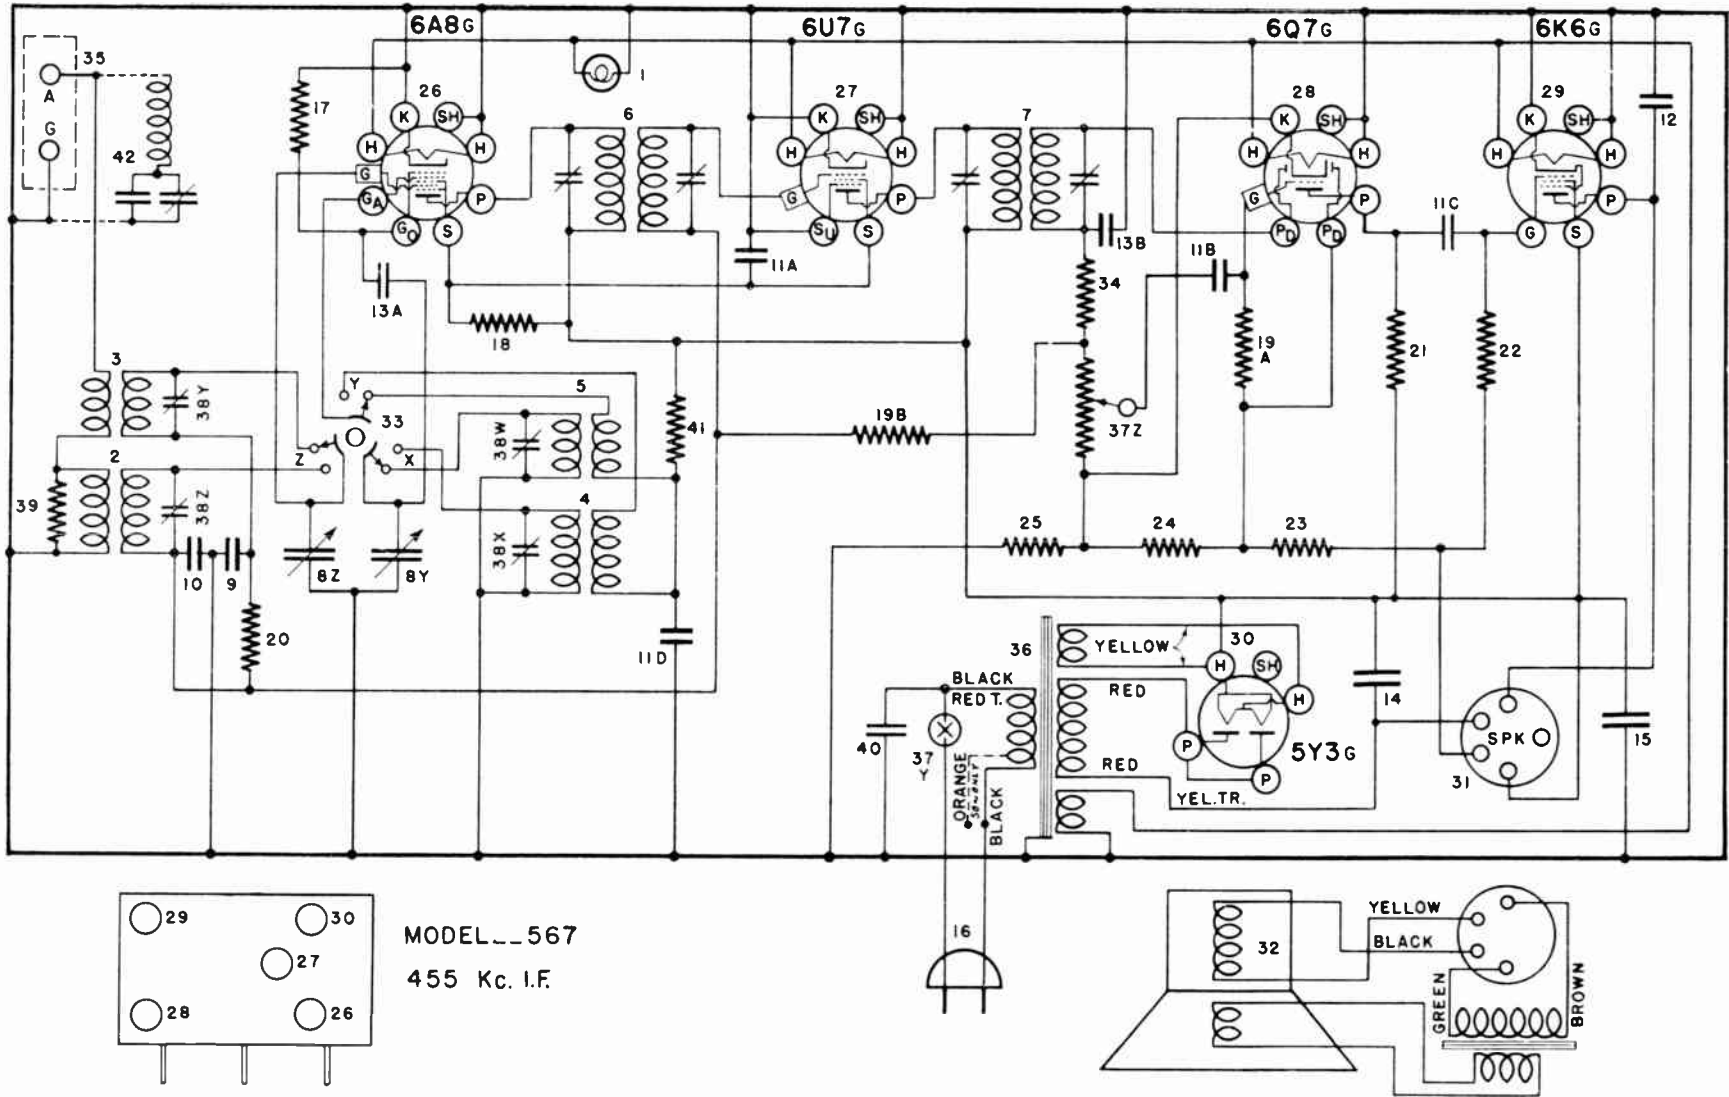 6A8G
6U7G
6Q7G
6K6G
35
A
G
42
17
26
1
6
27
7
28
29
12
K
SH
H
H
G
GA
GO
S
P
K
SH
H
H
G
SU
S
P
K
SH
H
H
G
PD
PD
P
K
SH
H
H
G
S
P
13A
18
11A
13B
34
11B
11C
19
A
21
22
3
38Y
Y
5
33
38W
41
19B
37Z
2
Z
X
39
38Z
4
38X
10
9
8Z
8Y
25
24
23
20
11D
36
YELLOW
30
H
SH
H
BLACK
RED T.
RED
P
P
5Y3G
14
SPK
15
40
37
Y
ORANGE
BLACK
RED
YEL.TR.
31
29
30
27
28
26
MODEL__567
455 Kc. I.F.
16
32
YELLOW
BLACK
GREEN
BROWN